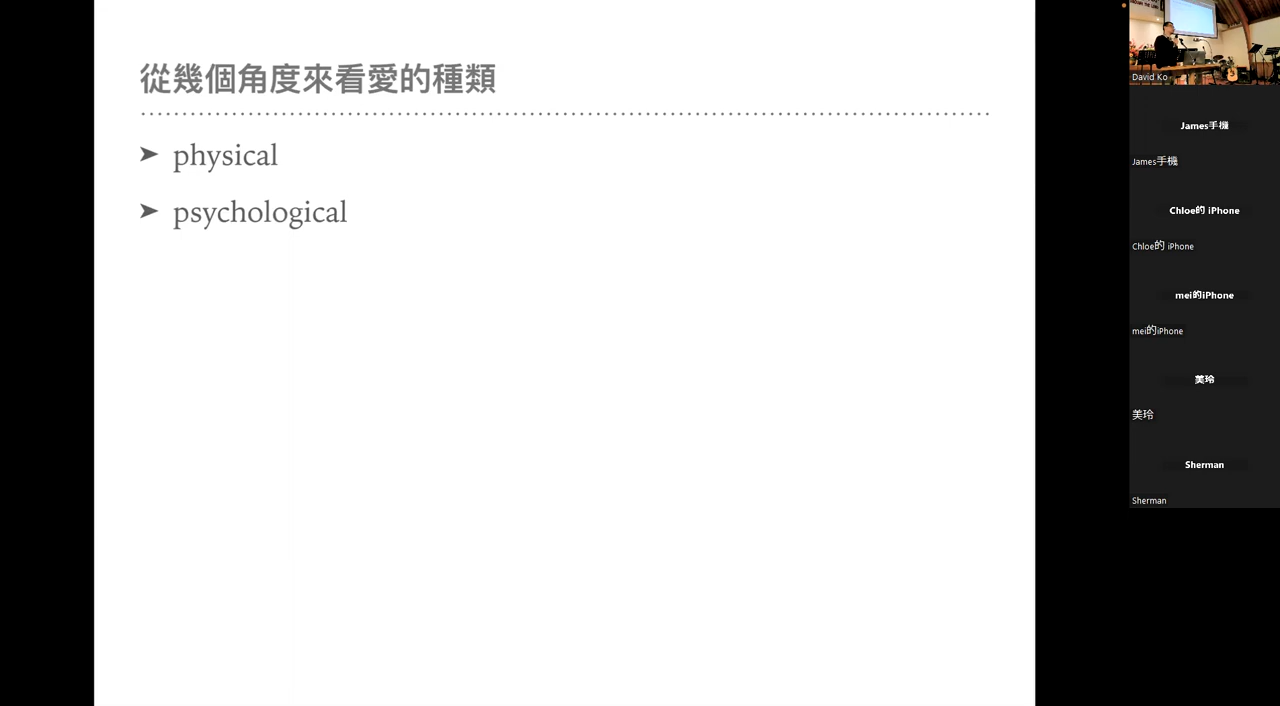 從幾個角度來看愛的種類
➤ physical
➤ psychological
David Ko
James手機
James手機
Chloe的 iPhone
Chloe的 iPhone
mei的iPhone
mei的iPhone
美玲
美玲
Sherman
Sherman